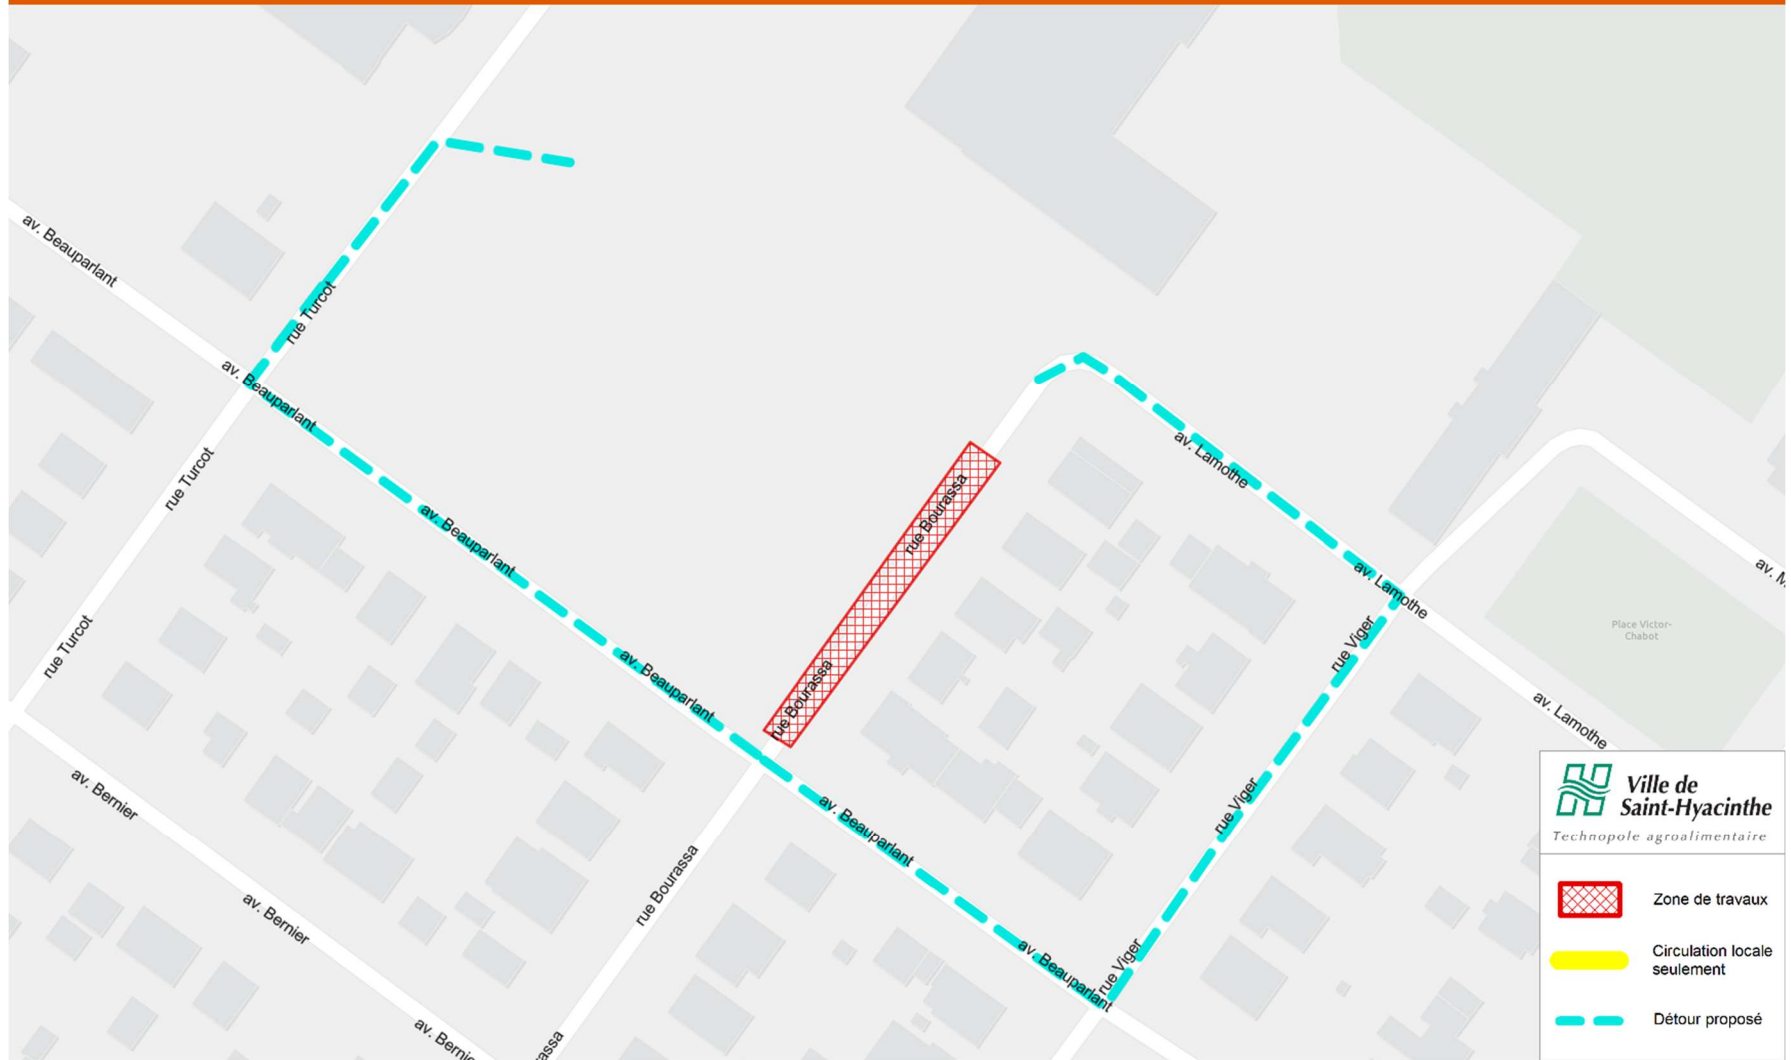 av. Beauparlant
rue Turcot
av. Beauparlant
rue Turcot
av. Beauparlant
av. Lamothe
rue Bourassa
av. Lamothe
av. M
rue Turcot
av. Beauparlant
rue Bourassa
rue Viger
Place Victor-
Chabot
av. Lamothe
av. Bernier
av. Beauparlant
rue Viger
rue Bourassa
av. Bernier
av. Beauparlant
rue Viger
av. Bernie
assa
Ville de
Saint-Hyacinthe
Technopole agroalimentaire
Zone de travaux
Circulation locale
seulement
Détour proposé